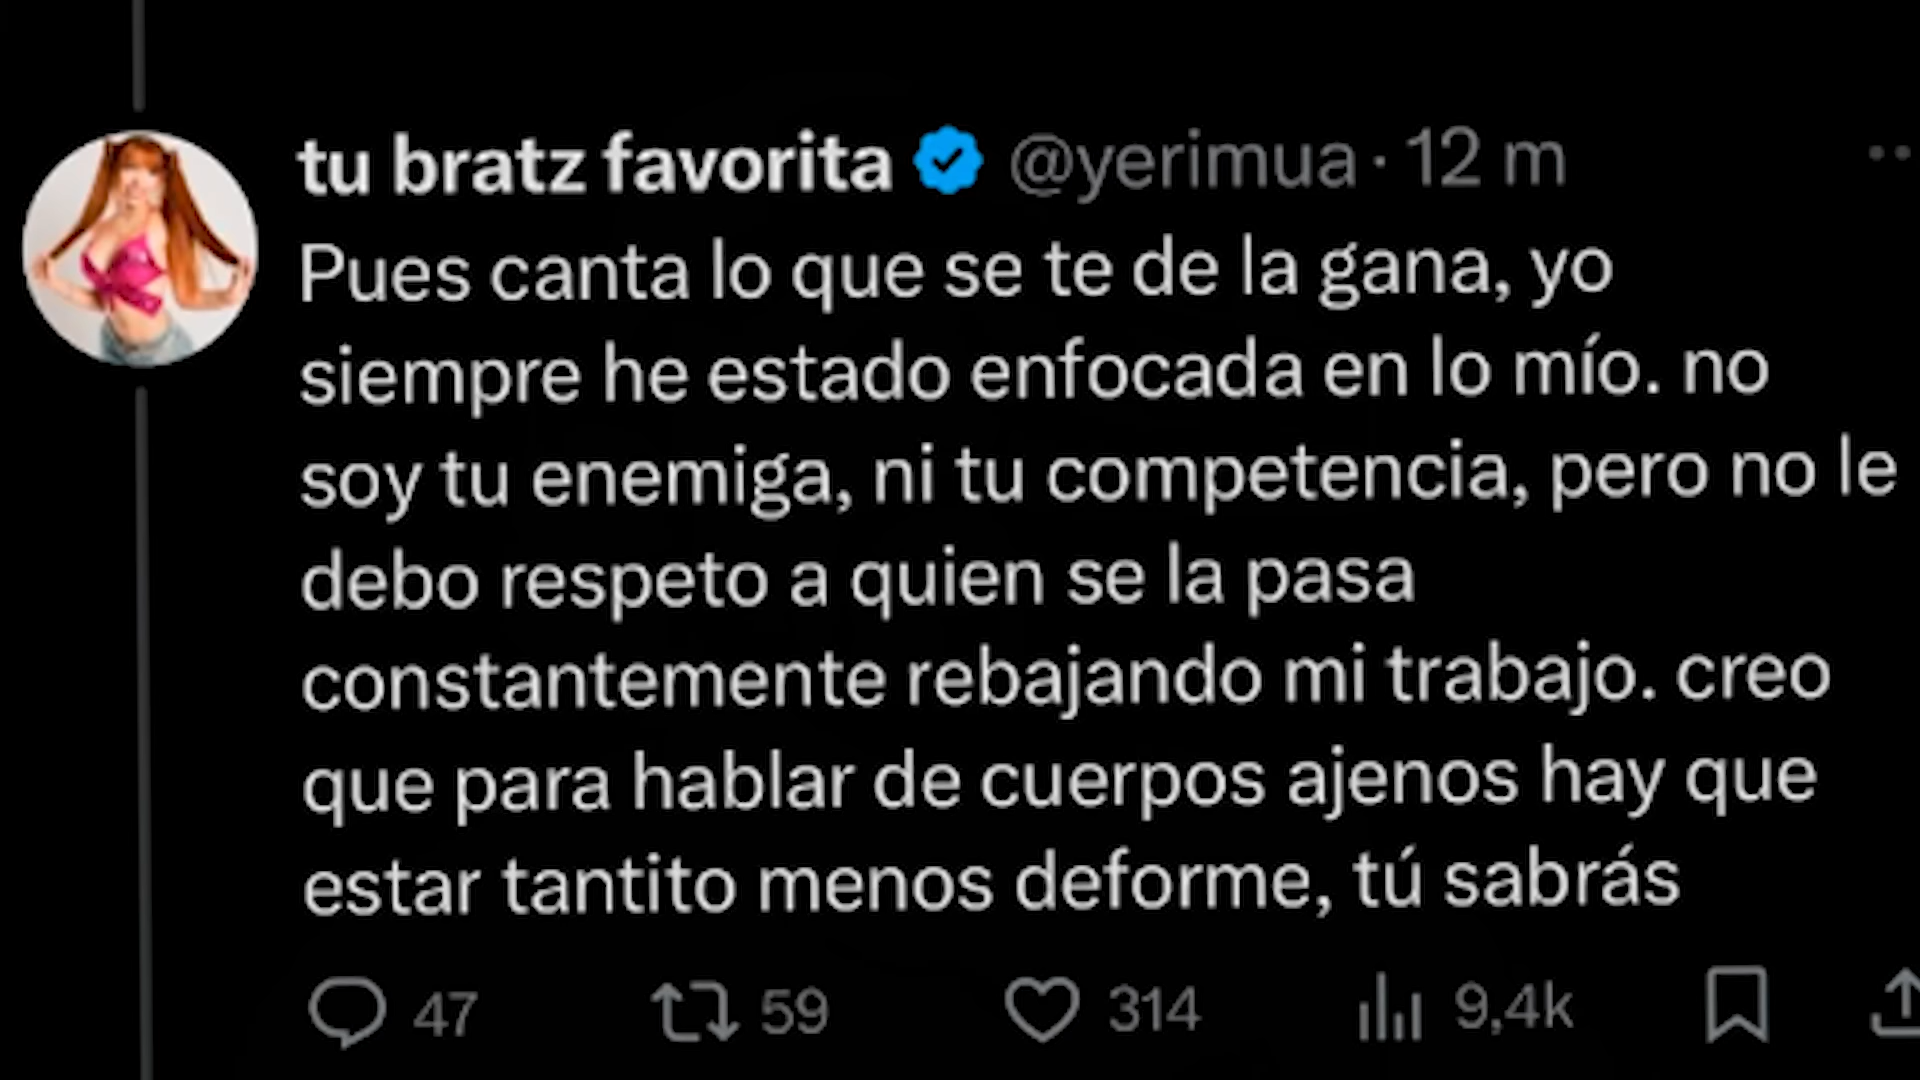 tu bratz favorita @yerimua · 12 m
Pues canta lo que se te de la gana, yo
siempre he estado enfocada en lo mío. no
soy tu enemiga, ni tu competencia, pero no le
debo respeto a quien se la pasa
constantemente rebajando mi trabajo. creo
que para hablar de cuerpos ajenos hay que
estar tantito menos deforme, tú sabrás
47 59 314 9,4k